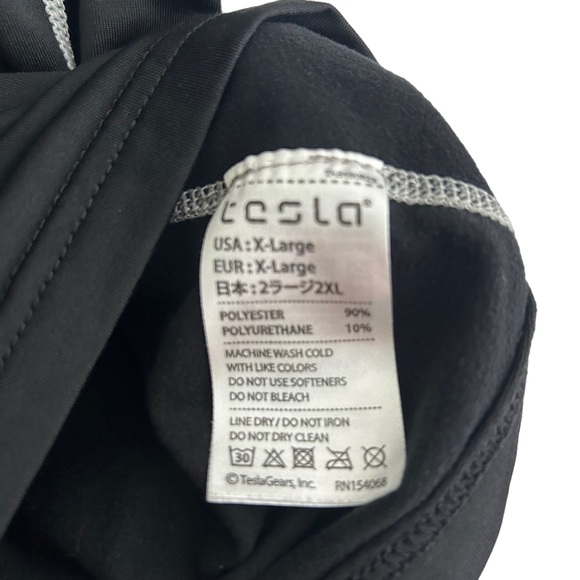 tesla®
USA : X-Large
EUR : X-Large
日本 : 2ラージ2XL
POLYESTER 90%
POLYURETHANE 10%
MACHINE WASH COLD
WITH LIKE COLORS
DO NOT USE SOFTENERS
DO NOT BLEACH
LINE DRY / DO NOT IRON
DO NOT DRY CLEAN
30
© TeslaGears, Inc. RN154068